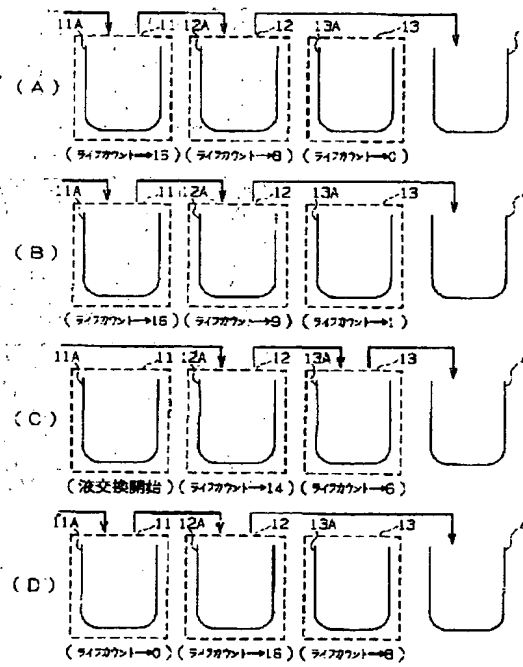 11A 11 12A 12 13A 13
(A)
(ライフカウント→15) (ライフカウント→8) (ライフカウント→0)
11A 11 12A 12 13A 13
(B)
(ライフカウント→16) (ライフカウント→9) (ライフカウント→1)
11A 11 12A 12 13A 13
(C)
(液交換開始) (ライフカウント→14) (ライフカウント→6)
11A 11 12A 12 13A 13
(D)
(ライフカウント→0) (ライフカウント→16) (ライフカウント→8)